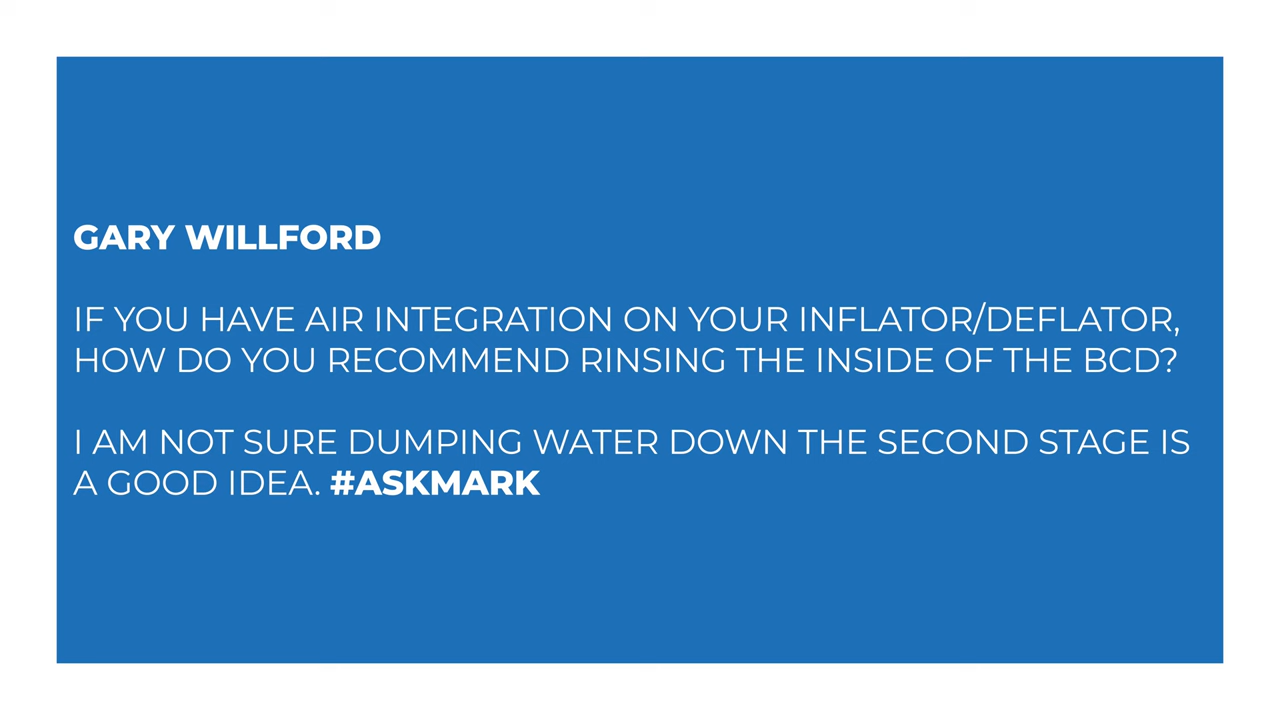 GARY WILLFORD
IF YOU HAVE AIR INTEGRATION ON YOUR INFLATOR/DEFLATOR,
HOW DO YOU RECOMMEND RINSING THE INSIDE OF THE BCD?
I AM NOT SURE DUMPING WATER DOWN THE SECOND STAGE IS
A GOOD IDEA. #ASKMARK